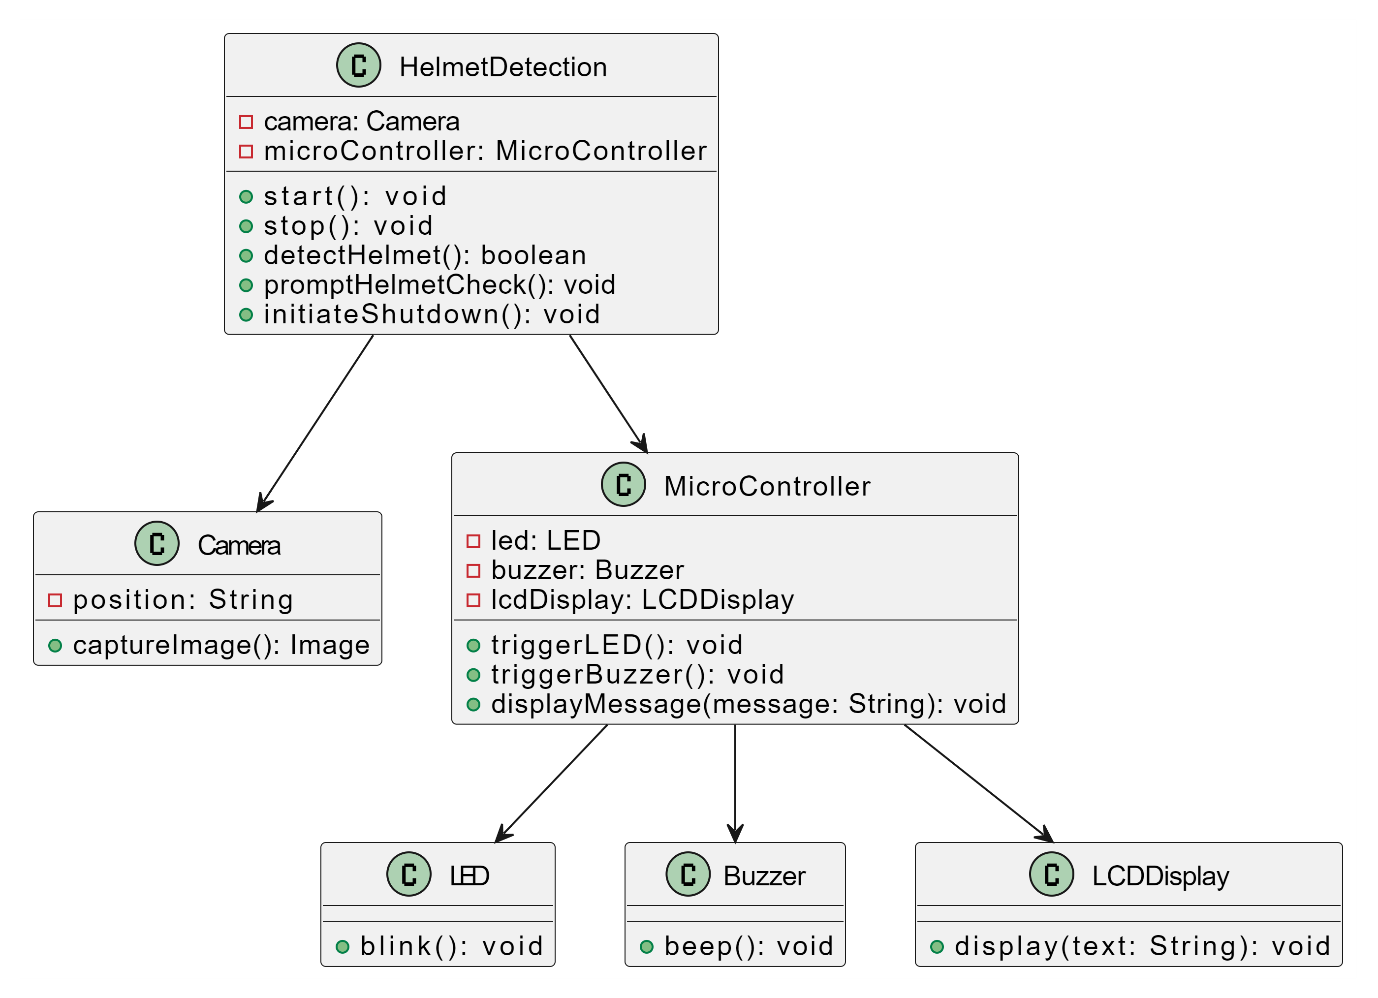 C HelmetDetection
camera: Camera
microController: MicroController
start(): void
stop(): void
detectHelmet(): boolean
promptHelmetCheck(): void
initiateShutdown(): void
C Camera
position: String
captureImage(): Image
C MicroController
led: LED
buzzer: Buzzer
lcdDisplay: LCDDisplay
triggerLED(): void
triggerBuzzer(): void
displayMessage(message: String): void
C LED
blink(): void
C Buzzer
beep(): void
C LCDDisplay
display(text: String): void